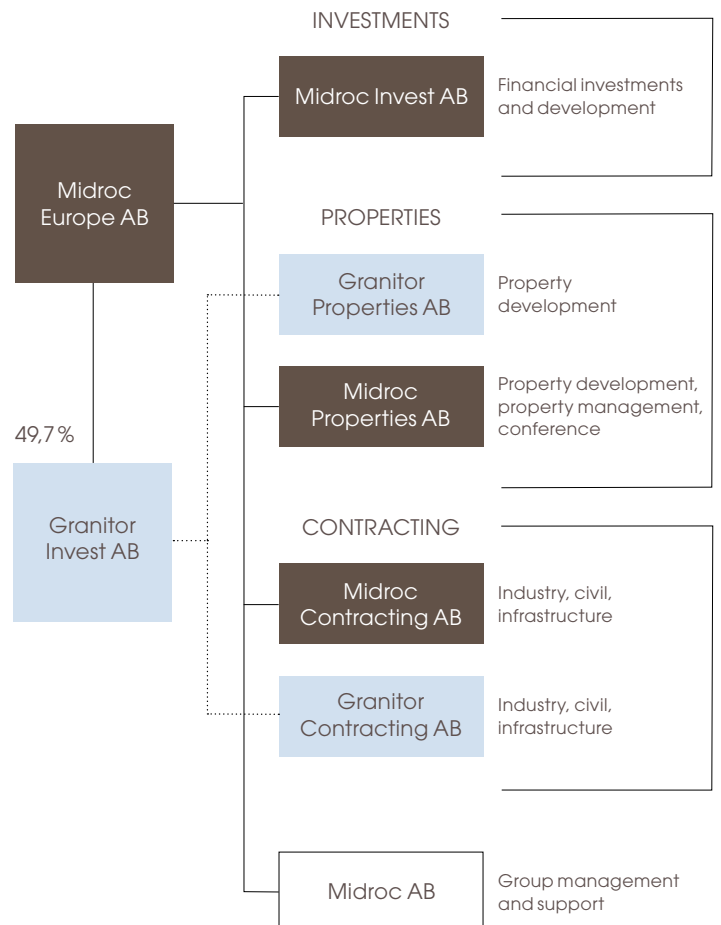 INVESTMENTS
Midroc Invest AB
Financial investments
and development
Midroc
Europe AB
PROPERTIES
Granitor
Properties AB
Property
development
Midroc
Properties AB
Property development,
property management,
conference
49,7 %
Granitor
Invest AB
CONTRACTING
Midroc
Contracting AB
Industry, civil,
infrastructure
Granitor
Contracting AB
Industry, civil,
infrastructure
Midroc AB
Group management
and support